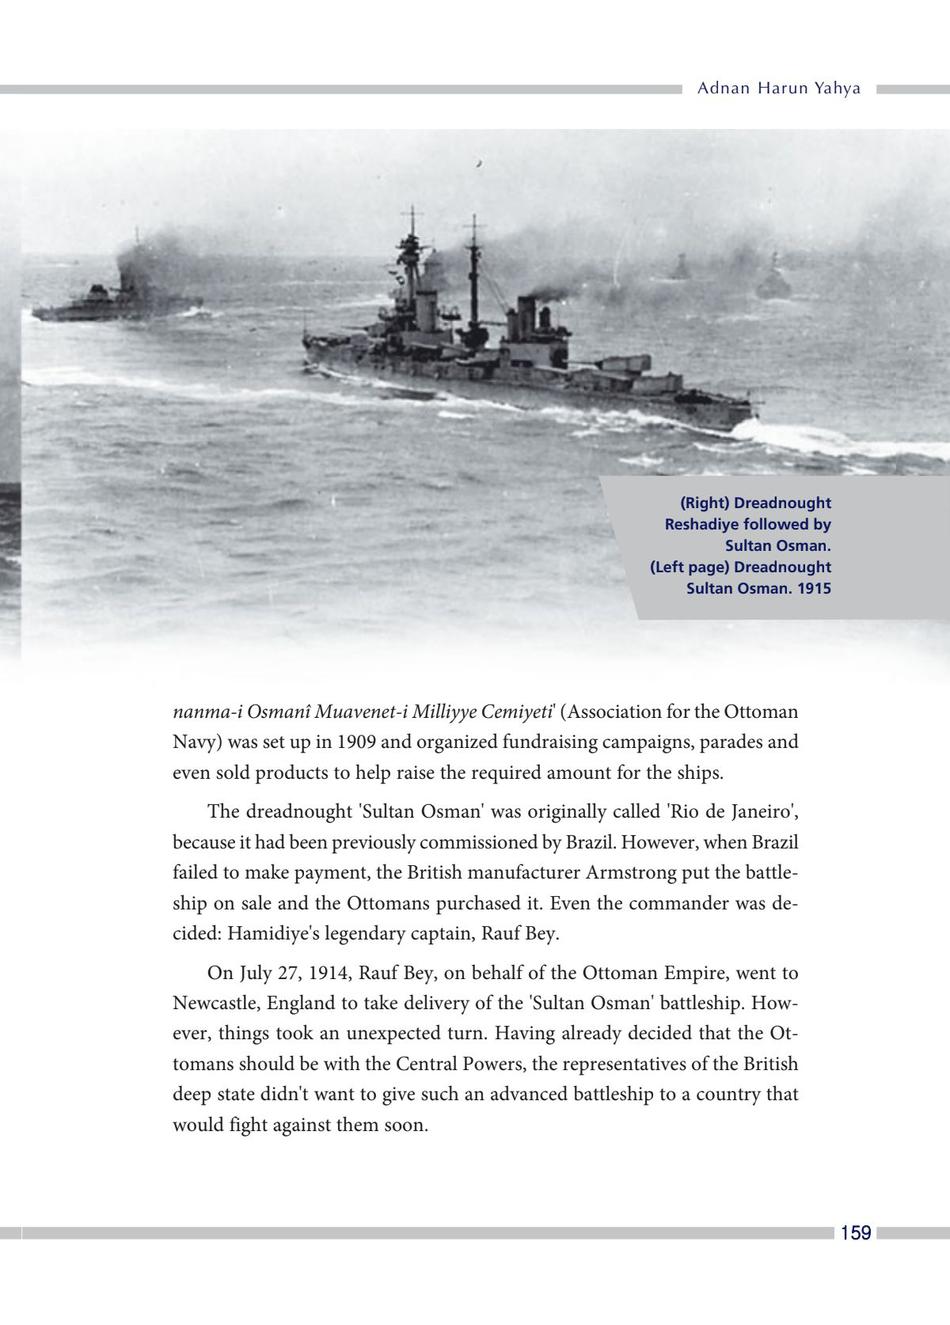 Adnan Harun Yahya
(Right) Dreadnought
Reshadiye followed by
Sultan Osman.
(Left page) Dreadnought
Sultan Osman. 1915
nanma-i Osmanî Muavenet-i Milliyye Cemiyeti' (Association for the Ottoman
Navy) was set up in 1909 and organized fundraising campaigns, parades and
even sold products to help raise the required amount for the ships.
The dreadnought 'Sultan Osman' was originally called 'Rio de Janeiro',
because it had been previously commissioned by Brazil. However, when Brazil
failed to make payment, the British manufacturer Armstrong put the battle-
ship on sale and the Ottomans purchased it. Even the commander was de-
cided: Hamidiye's legendary captain, Rauf Bey.
On July 27, 1914, Rauf Bey, on behalf of the Ottoman Empire, went to
Newcastle, England to take delivery of the 'Sultan Osman' battleship. How-
ever, things took an unexpected turn. Having already decided that the Ot-
tomans should be with the Central Powers, the representatives of the British
deep state didn't want to give such an advanced battleship to a country that
would fight against them soon.
159